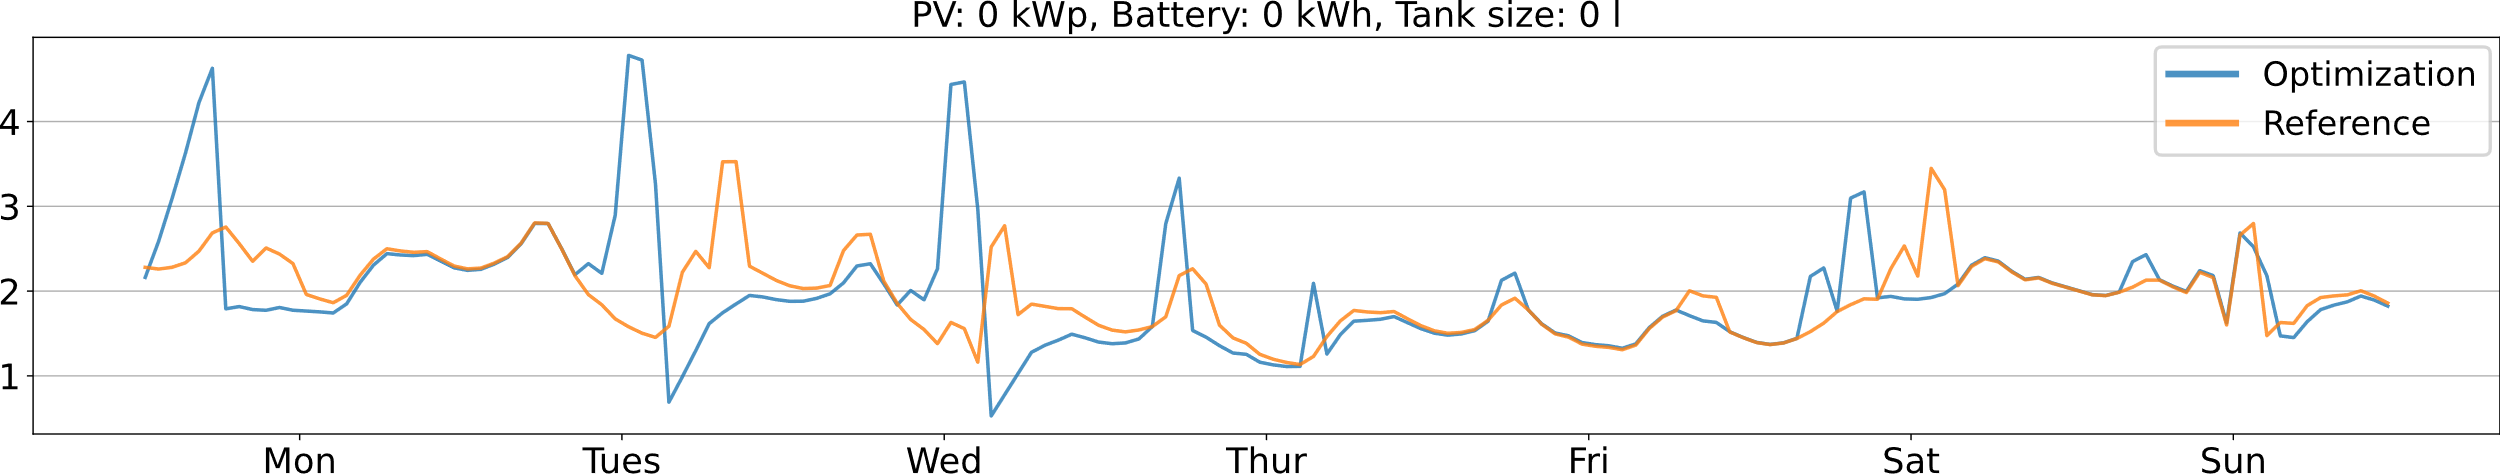 PV: 0 kWp, Battery: 0 kWh, Tank size: 0 l
Optimization
Reference
4
3
2
1
Mon Tues Wed Thur Fri Sat Sun